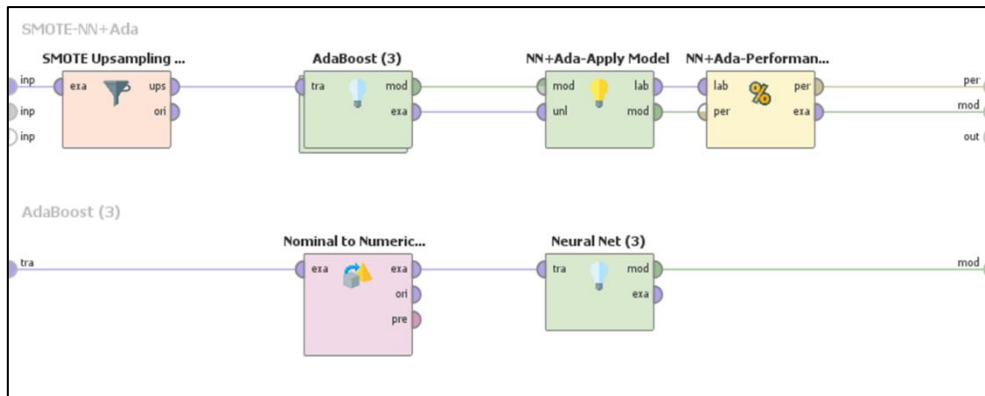 SMOTE-NN+Ada
SMOTE Upsampling ...
AdaBoost (3)
NN+Ada-Apply Model
NN+Ada-Performan...
inp
exa
ups
tra
mod
mod
lab
lab
per
per
inp
ori
exa
unl
mod
per
exa
mod
inp
out
AdaBoost (3)
Nominal to Numeric...
Neural Net (3)
tra
exa
exa
tra
mod
mod
ori
exa
pre